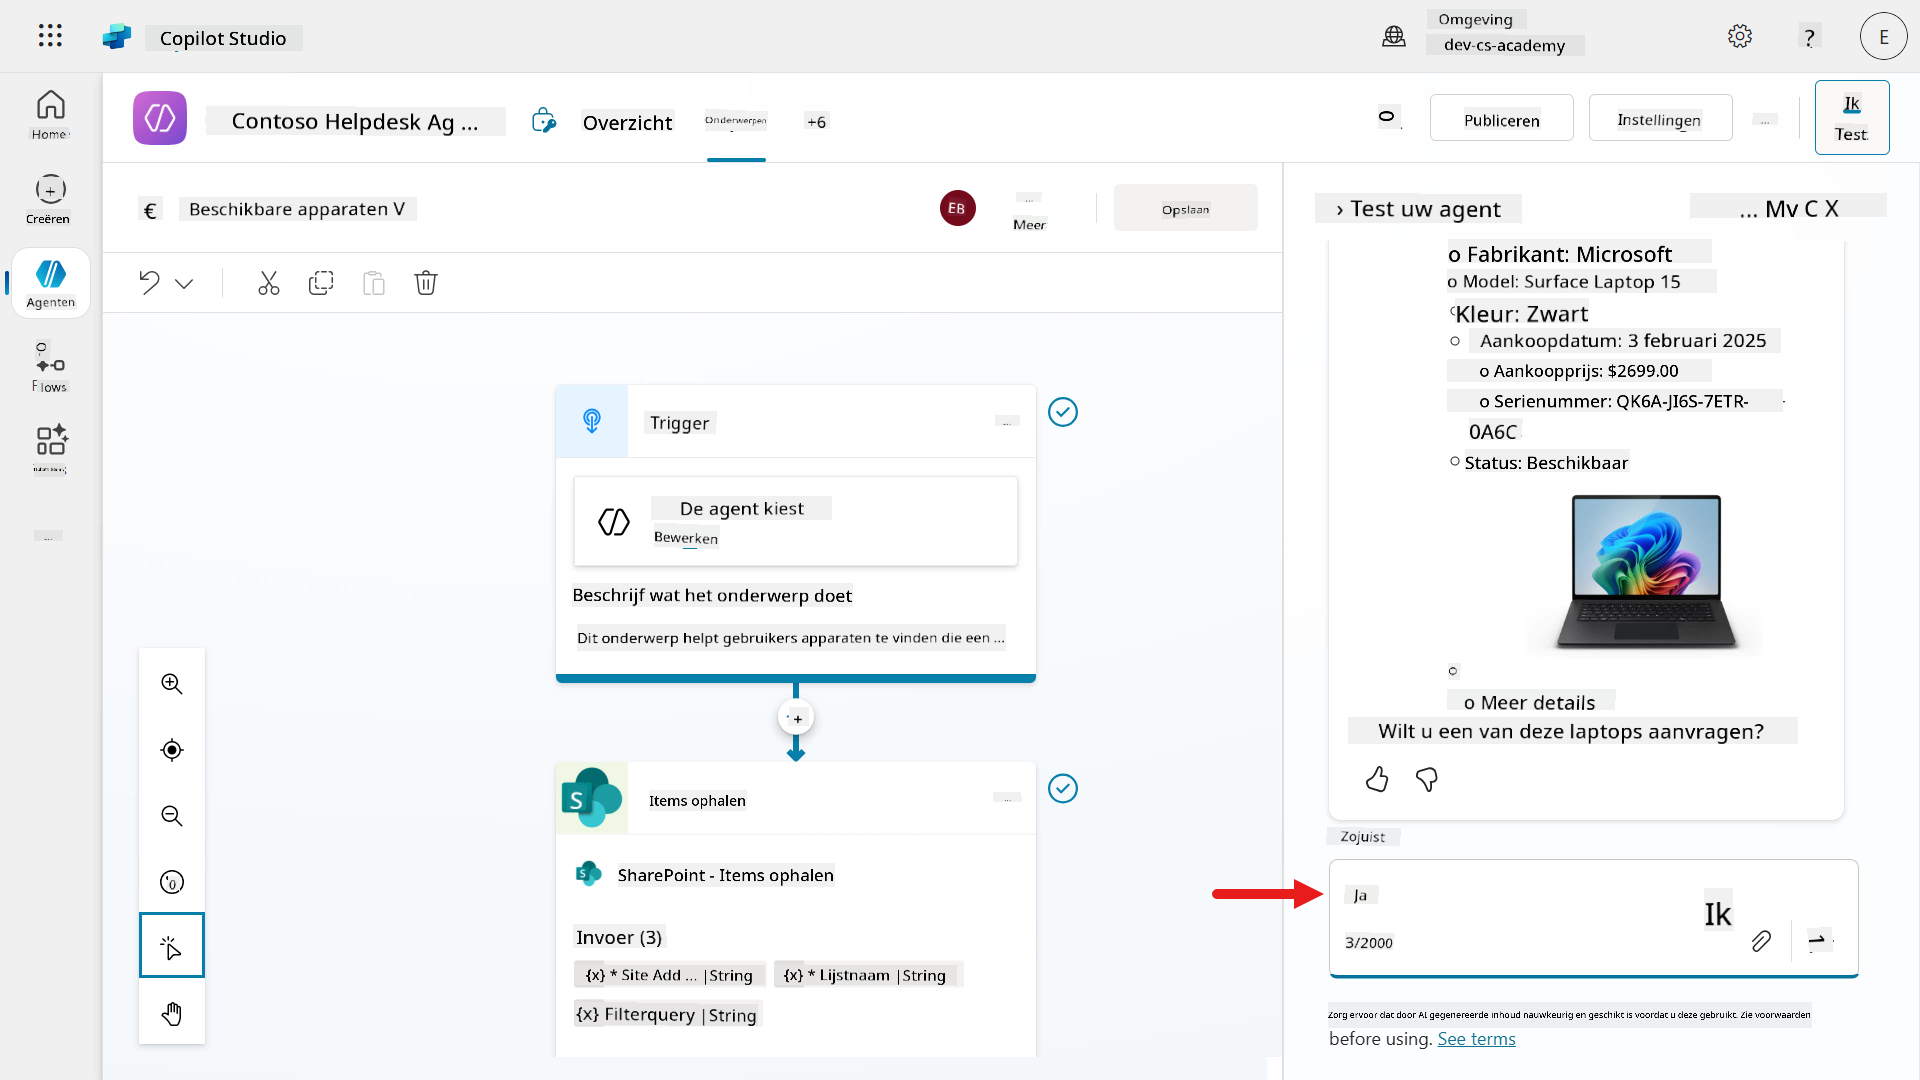 Copilot Studio
Omgeving
dev-cs-academy
?
E
Home
Creëren
Agenten
Flows
...
Contoso Helpdesk Ag ...
Overzicht
Onderwerpen
+6
Publiceren
Instellingen
...
Ik
Test
€
Beschikbare apparaten V
EB
...
Meer
Opslaan
Trigger
...
De agent kiest
Bewerken
Beschrijf wat het onderwerp doet
Dit onderwerp helpt gebruikers apparaten te vinden die een ...
+
Items ophalen
...
SharePoint - Items ophalen
Invoer (3)
{x} * Site Add ... |String
{x} * Lijstnaam |String
{x} Filterquery |String
› Test uw agent
... Mv C X
o Fabrikant: Microsoft
o Model: Surface Laptop 15
Kleur: Zwart
o Aankoopdatum: 3 februari 2025
o Aankoopprijs: $2699.00
o Serienummer: QK6A-JI6S-7ETR-
0A6C
o Status: Beschikbaar
o
o Meer details
Wilt u een van deze laptops aanvragen?
Zojuist
Ja
Ik
3/2000
Zorg ervoor dat door AI gegenereerde inhoud nauwkeurig en geschikt is voordat u deze gebruikt. Zie voorwaarden
before using. See terms